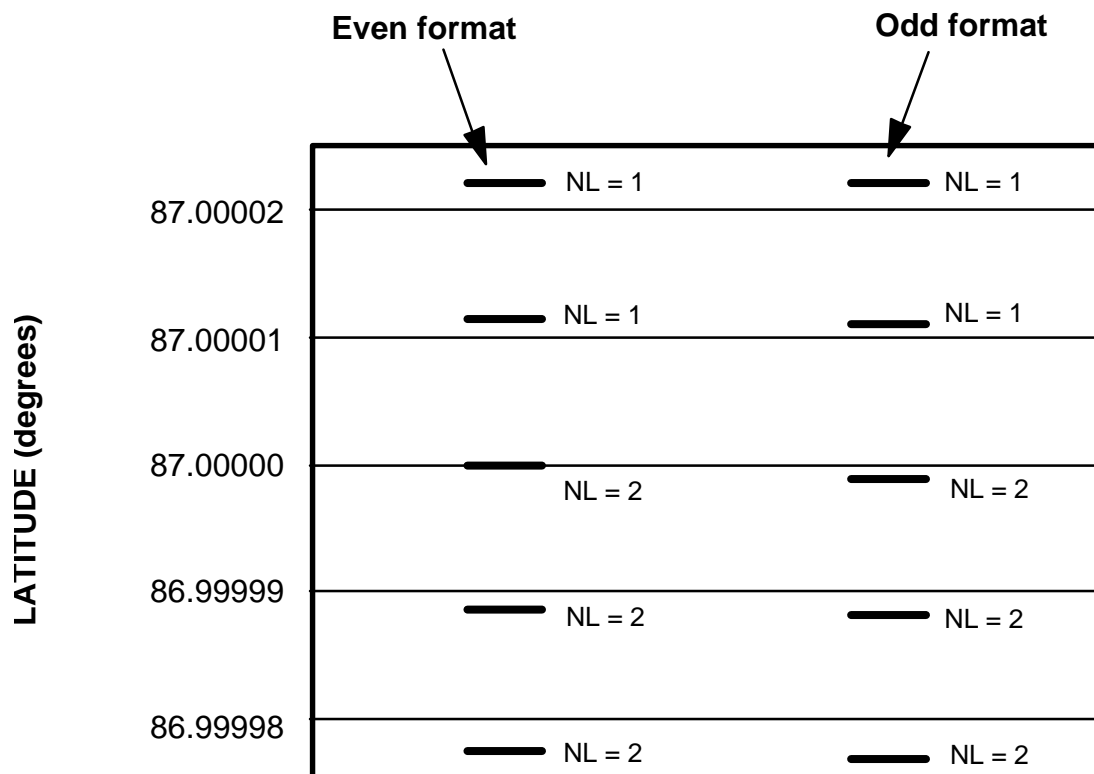 Even format
Odd format
NL = 1
NL = 1
87.00002
NL = 1
NL = 1
87.00001
LATITUDE (degrees)
87.00000
NL = 2
NL = 2
86.99999
NL = 2
NL = 2
86.99998
NL = 2
NL = 2